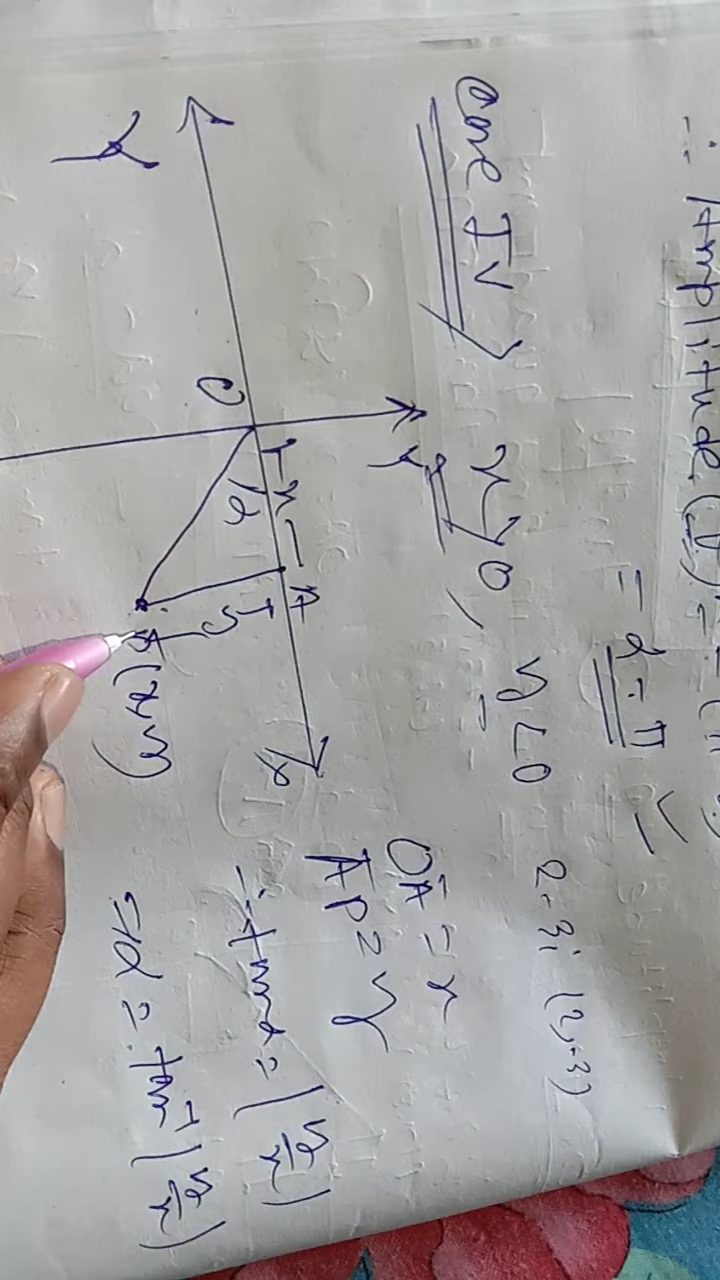 ∴ Amplitude (
= α - π
Case IV
x > 0, y < 0
2-3i (2,-3)
Y
X
O
A
x
α
y
(x,y)
OA = x
AP = y
∴ tan α = |y/x|
⇒ α = tan⁻¹ |y/x|